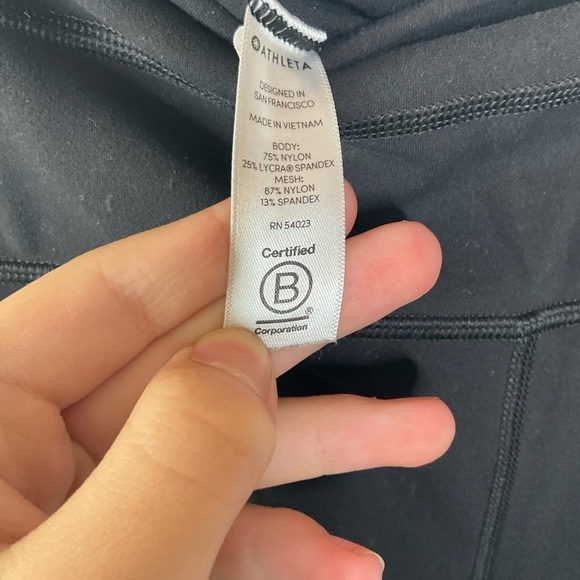 ATHLETA
DESIGNED IN
SAN FRANCISCO
MADE IN VIETNAM
BODY:
75% NYLON
25% LYCRA® SPANDEX
MESH:
87% NYLON
13% SPANDEX
RN 54023
Certified
B
®
Corporation